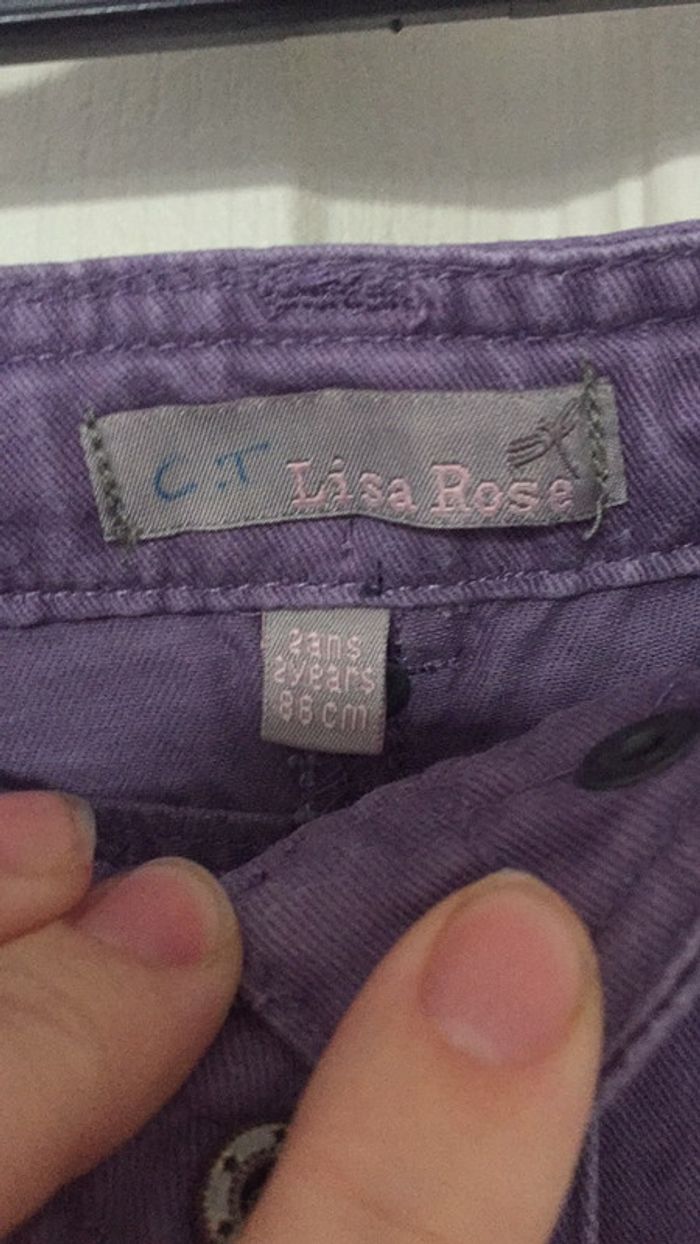 C.T Lisa Rose
2ans
2years
86cm